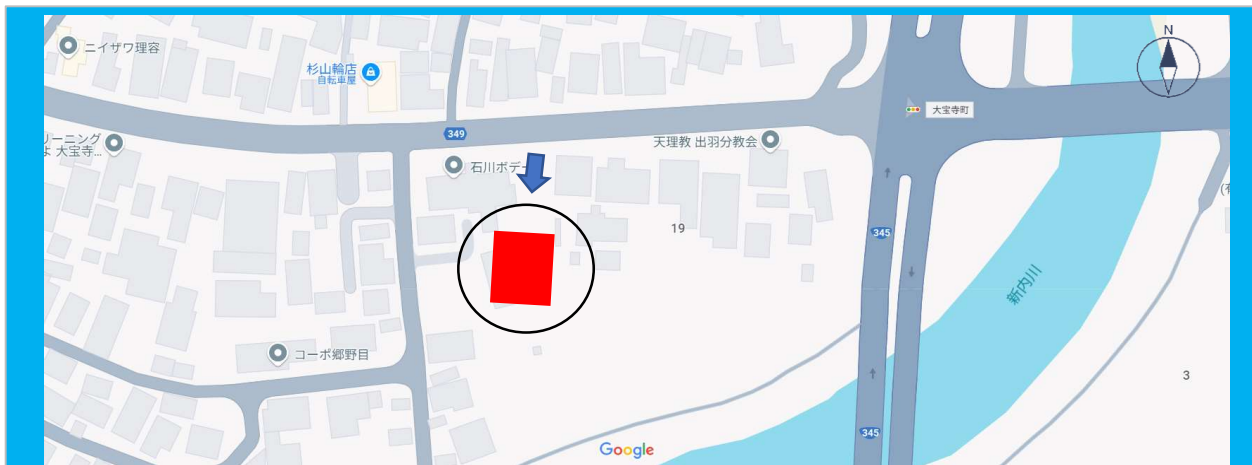 ニイザワ理容
杉山輪店
自転車屋
N
大宝寺町
349
リーニング
よ 大宝寺...
石川ボデー
天理教 出羽分教会
19
345
新内川
コーポ郷野目
3
345
Google